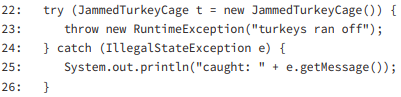 22: try (JammedTurkeyCage t = new JammedTurkeyCage()) {
23: throw new RuntimeException("turkeys ran off");
24: } catch (IllegalStateException e) {
25: System.out.println("caught: " + e.getMessage());
26: }